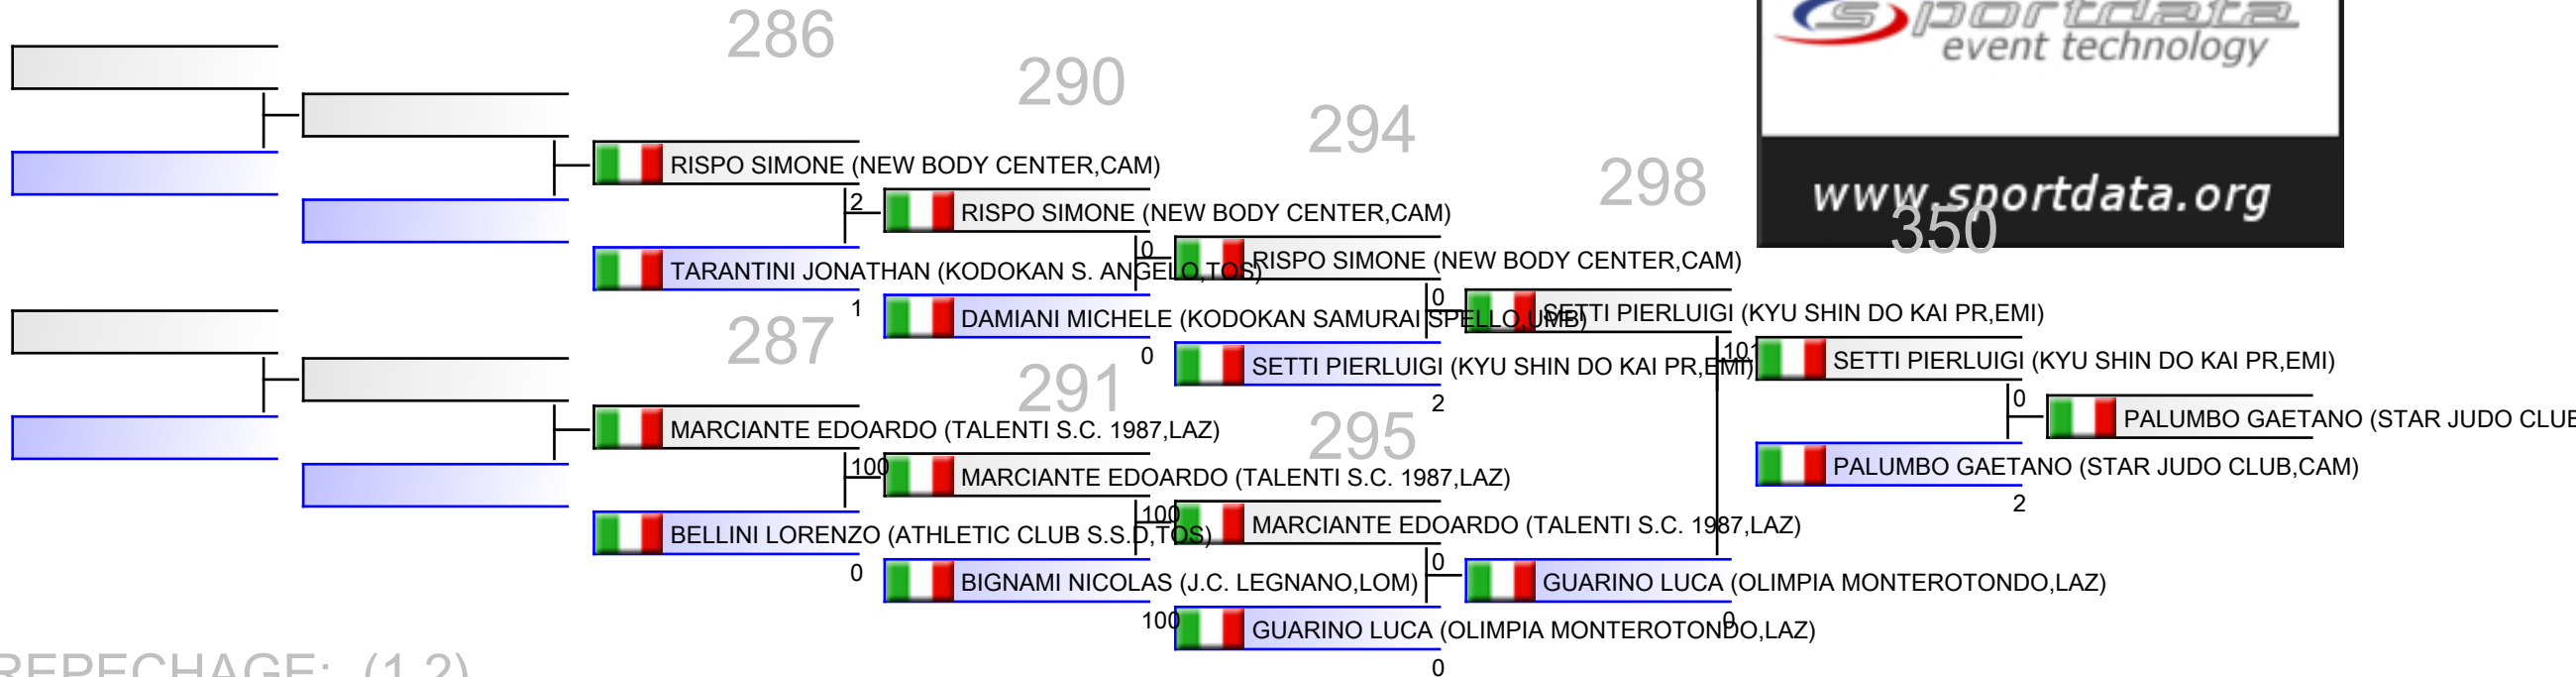 sportdata
event technology
www.sportdata.org
286
290
294
298
350
RISPO SIMONE (NEW BODY CENTER,CAM)
2
RISPO SIMONE (NEW BODY CENTER,CAM)
0
RISPO SIMONE (NEW BODY CENTER,CAM)
TARANTINI JONATHAN (KODOKAN S. ANGELO,TOS)
1
0
SETTI PIERLUIGI (KYU SHIN DO KAI PR,EMI)
DAMIANI MICHELE (KODOKAN SAMURAI SPELLO,UMB)
0
SETTI PIERLUIGI (KYU SHIN DO KAI PR,EMI)
2
101
SETTI PIERLUIGI (KYU SHIN DO KAI PR,EMI)
0
PALUMBO GAETANO (STAR JUDO CLUB
PALUMBO GAETANO (STAR JUDO CLUB,CAM)
2
287
291
295
MARCIANTE EDOARDO (TALENTI S.C. 1987,LAZ)
100
MARCIANTE EDOARDO (TALENTI S.C. 1987,LAZ)
100
MARCIANTE EDOARDO (TALENTI S.C. 1987,LAZ)
BELLINI LORENZO (ATHLETIC CLUB S.S.D,TOS)
0
0
GUARINO LUCA (OLIMPIA MONTEROTONDO,LAZ)
0
BIGNAMI NICOLAS (J.C. LEGNANO,LOM)
100
GUARINO LUCA (OLIMPIA MONTEROTONDO,LAZ)
0
REPECHAGE: (1,2)